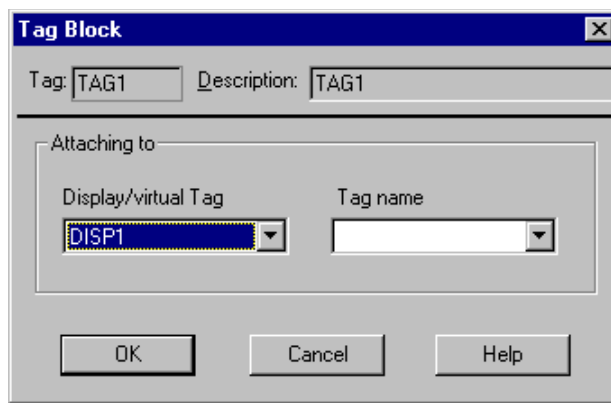 Tag Block
Tag: TAG1 Description: TAG1
Attaching to
Display/virtual Tag Tag name
DISP1
OK Cancel Help